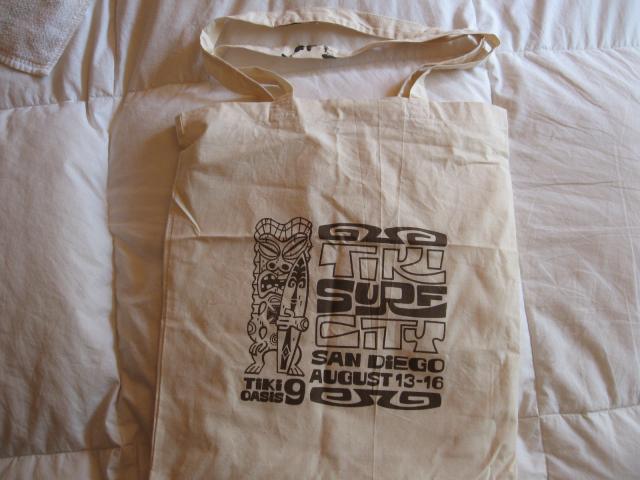 TIKI
SURF
CITY
SAN DIEGO
AUGUST 13-16
TIKI
OASIS 9